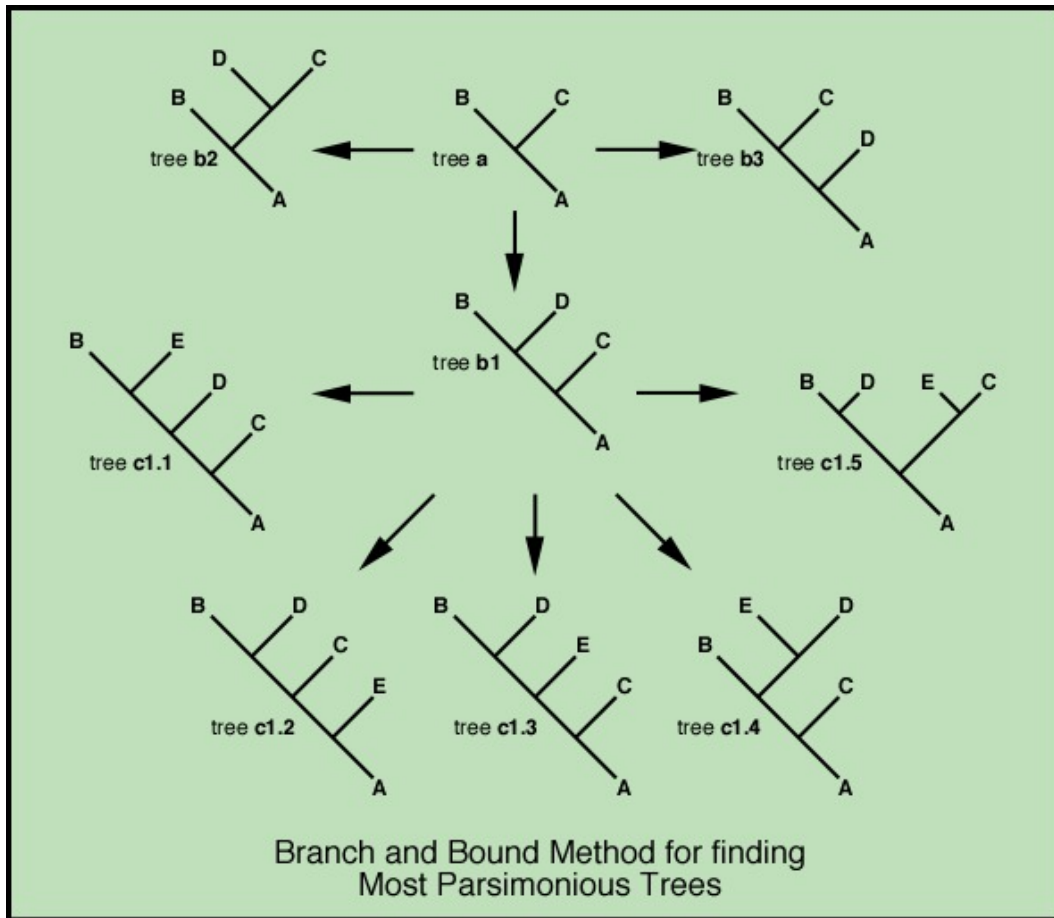 D C
B
tree b2
A
B C
tree a
A
B C
D
tree b3
A
B D
C
tree b1
A
B E
D
C
tree c1.1
A
B D E C
tree c1.5
A
B D
C
E
tree c1.2
A
B D
E
C
tree c1.3
A
E D
B
C
tree c1.4
A
Branch and Bound Method for finding
Most Parsimonious Trees